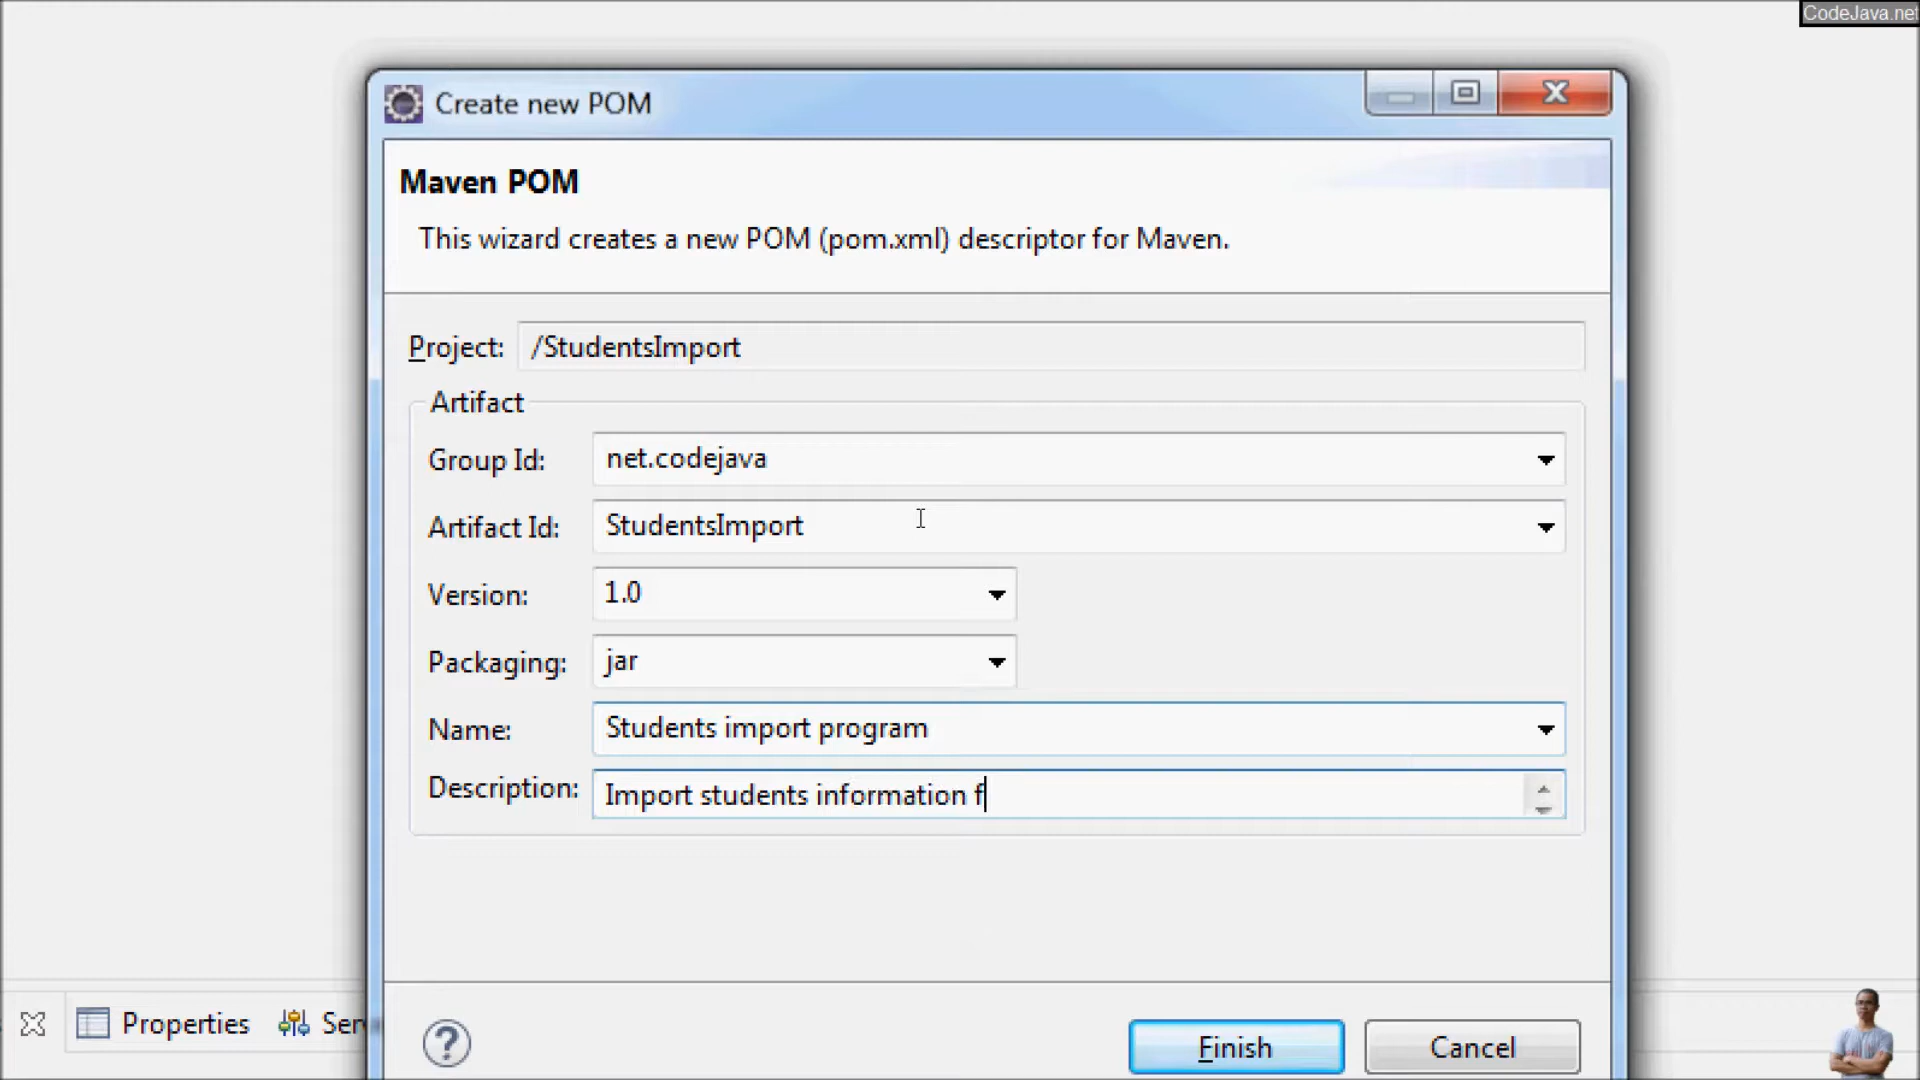 CodeJava.net
Create new POM
Maven POM
This wizard creates a new POM (pom.xml) descriptor for Maven.
Project: /StudentsImport
Artifact
Group Id: net.codejava
Artifact Id: StudentsImport
Version: 1.0
Packaging: jar
Name: Students import program
Description: Import students information f
Properties Ser
? Finish Cancel